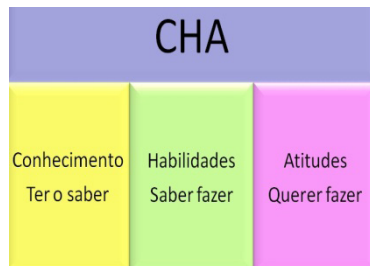 CHA
Conhecimento
Ter o saber
Habilidades
Saber fazer
Atitudes
Querer fazer